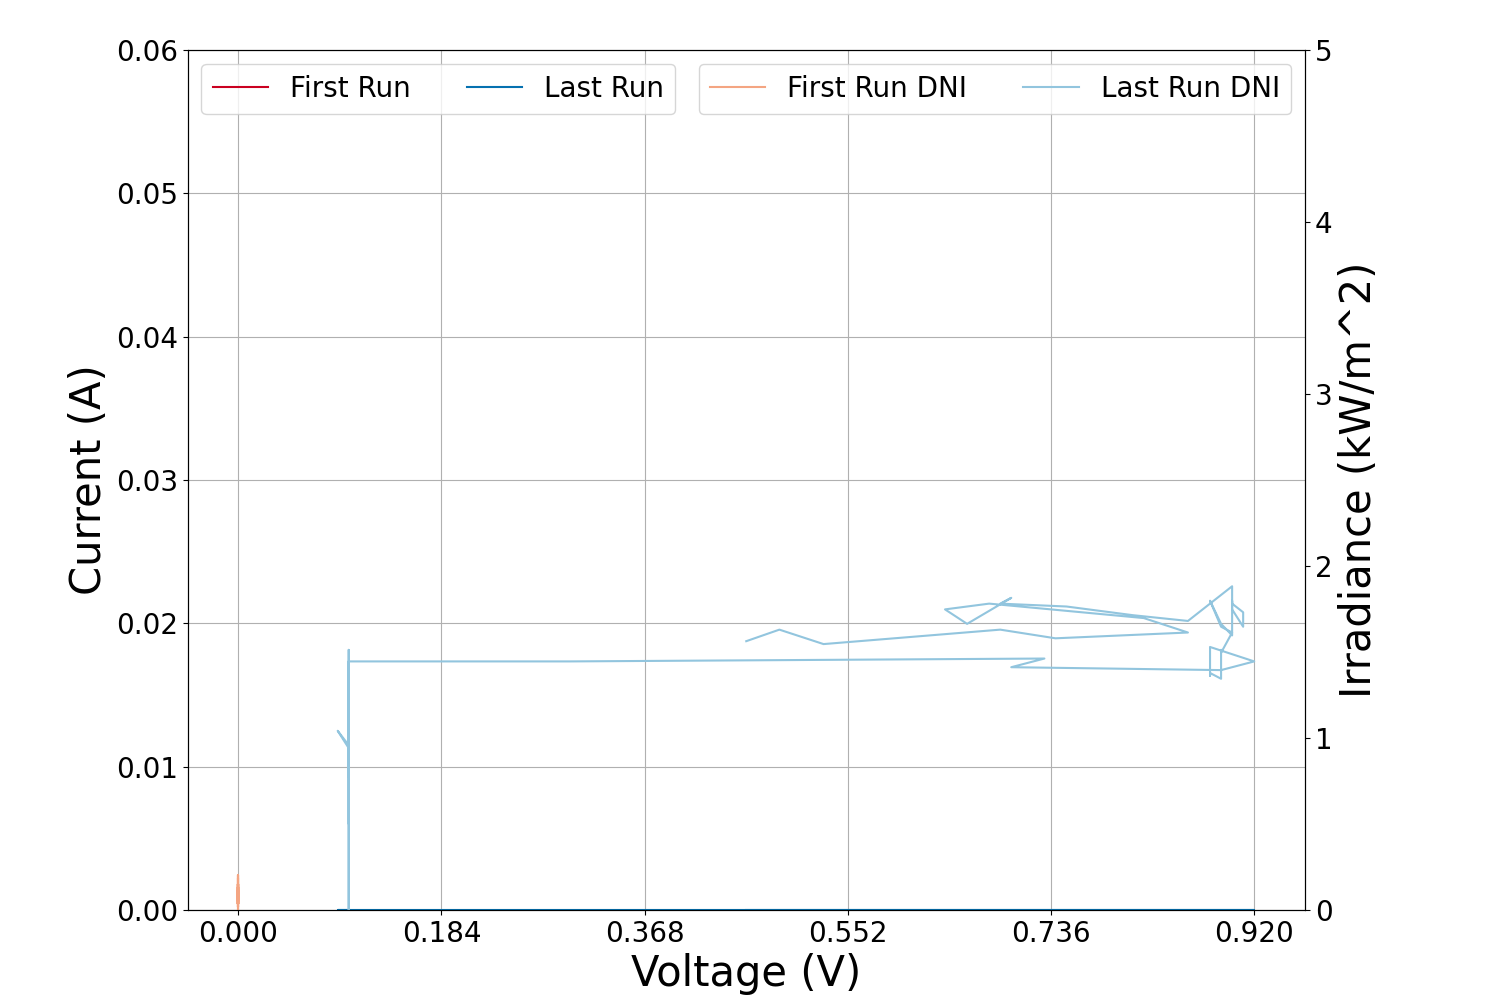 First Run
Last Run
First Run DNI
Last Run DNI
Current (A)
0.06
0.05
0.04
0.03
0.02
0.01
0.00
5
4
3
2
1
0
Irradiance (kW/m^2)
0.000 0.184 0.368 0.552 0.736 0.920
Voltage (V)